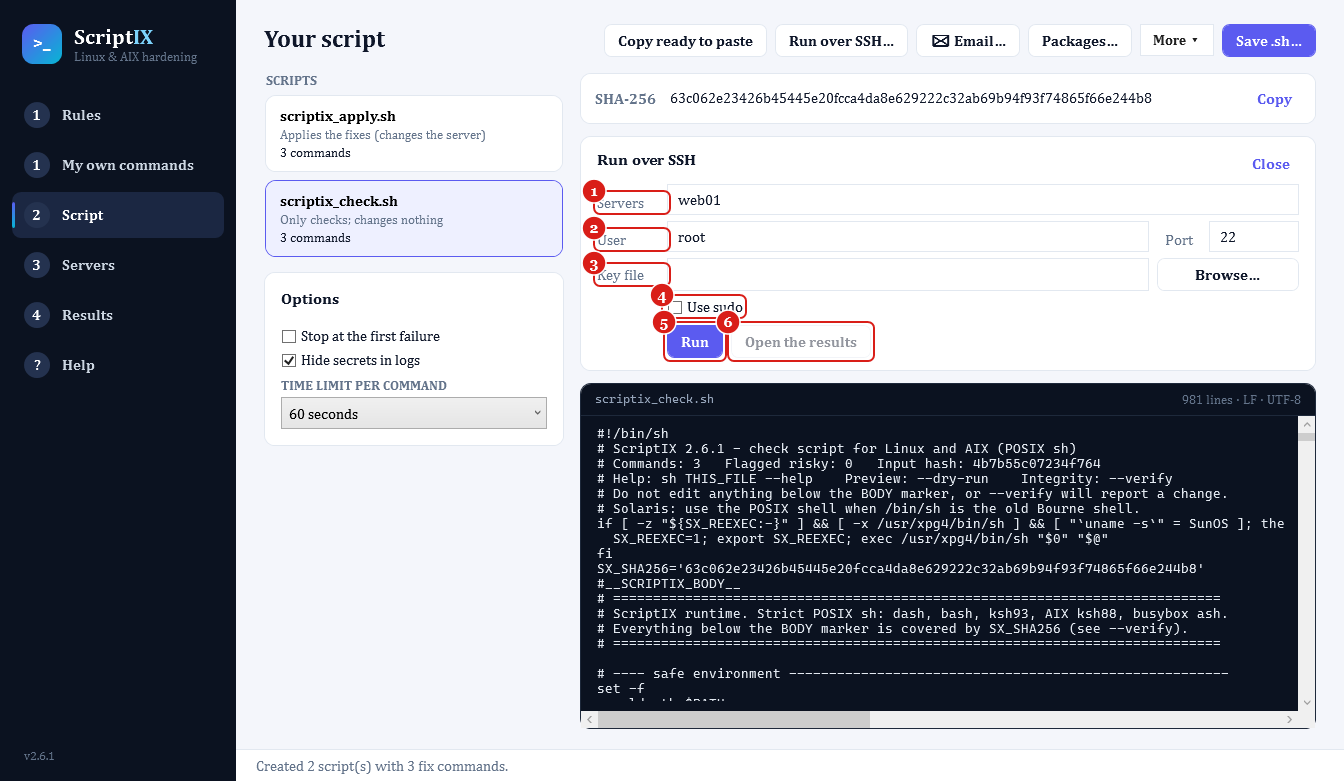 >_
ScriptIX
Linux & AIX hardening
1 Rules
1 My own commands
2 Script
3 Servers
4 Results
? Help
v2.6.1
Your script
Copy ready to paste
Run over SSH...
Email...
Packages...
More ▾
Save .sh...
SCRIPTS
scriptix_apply.sh
Applies the fixes (changes the server)
3 commands
scriptix_check.sh
Only checks; changes nothing
3 commands
Options
Stop at the first failure
Hide secrets in logs
TIME LIMIT PER COMMAND
60 seconds
SHA-256 63c062e23426b45445e20fcca4da8e629222c32ab69b94f93f74865f66e244b8 Copy
Run over SSH
Close
1 Servers web01
2 User root Port 22
3 Key file Browse...
4 Use sudo
5 Run 6 Open the results
scriptix_check.sh 981 lines · LF · UTF-8
#!/bin/sh
# ScriptIX 2.6.1 - check script for Linux and AIX (POSIX sh)
# Commands: 3   Flagged risky: 0   Input hash: 4b7b55c07234f764
# Help: sh THIS_FILE --help    Preview: --dry-run    Integrity: --verify
# Do not edit anything below the BODY marker, or --verify will report a change.
# Solaris: use the POSIX shell when /bin/sh is the old Bourne shell.
if [ -z "${SX_REEXEC:-}" ] && [ -x /usr/xpg4/bin/sh ] && [ "`uname -s`" = SunOS ]; the
  SX_REEXEC=1; export SX_REEXEC; exec /usr/xpg4/bin/sh "$0" "$@"
fi
SX_SHA256='63c062e23426b45445e20fcca4da8e629222c32ab69b94f93f74865f66e244b8'
#__SCRIPTIX_BODY__
# ============================================================================
# ScriptIX runtime. Strict POSIX sh: dash, bash, ksh93, AIX ksh88, busybox ash.
# Everything below the BODY marker is covered by SX_SHA256 (see --verify).
# ============================================================================
# ---- safe environment -------------------------------------------------------
set -f
Created 2 script(s) with 3 fix commands.